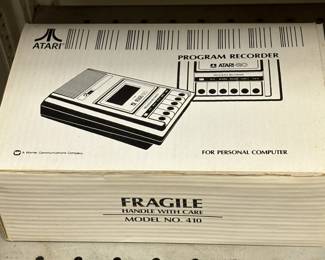 ATARI
PROGRAM RECORDER
ATARI 410
A Warner Communications Company
FOR PERSONAL COMPUTER
FRAGILE
HANDLE WITH CARE
MODEL NO. 410